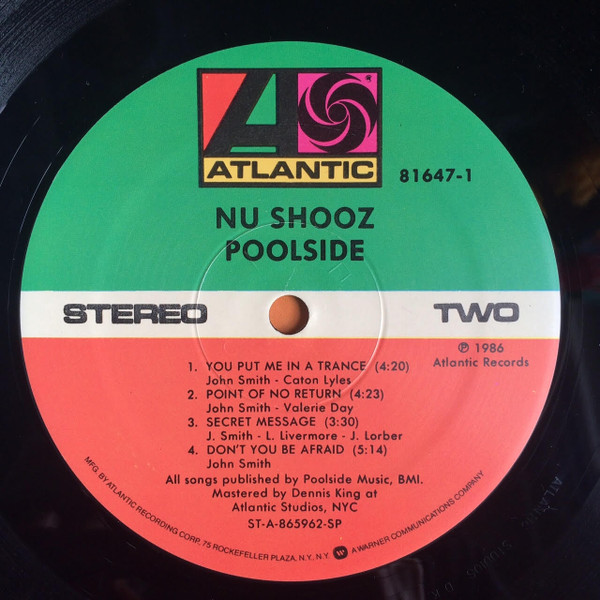 ATLANTIC
81647-1
NU SHOOZ
POOLSIDE
STEREO TWO
℗ 1986
Atlantic Records
1. YOU PUT ME IN A TRANCE (4:20)
John Smith - Caton Lyles
2. POINT OF NO RETURN (4:23)
John Smith - Valerie Day
3. SECRET MESSAGE (3:30)
J. Smith - L. Livermore - J. Lorber
4. DON'T YOU BE AFRAID (5:14)
John Smith
All songs published by Poolside Music, BMI.
Mastered by Dennis King at
Atlantic Studios, NYC
ST-A-865962-SP
MFG. BY ATLANTIC RECORDING CORP., 75 ROCKEFELLER PLAZA, N.Y., N.Y. A WARNER COMMUNICATIONS COMPANY